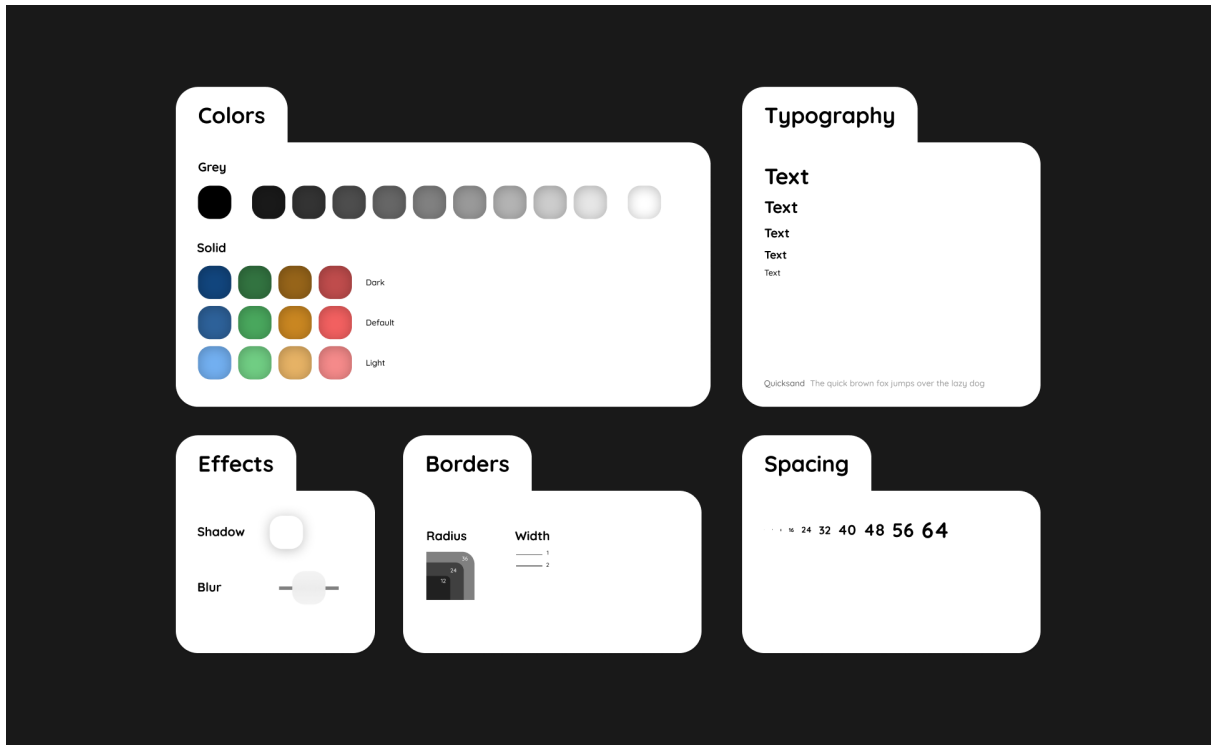 Colors
Grey
Solid
Dark
Default
Light
Typography
Text
Text
Text
Text
Text
Quicksand The quick brown fox jumps over the lazy dog
Effects
Shadow
Blur
Borders
Radius
36
24
12
Width
1
2
Spacing
16 24 32 40 48 56 64